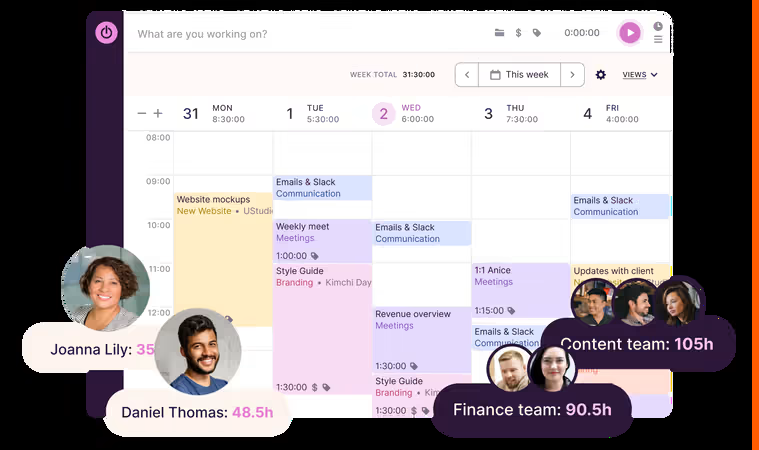 What are you working on?
$
0:00:00
WEEK TOTAL 31:30:00
This week
VIEWS
31 MON 8:30:00
1 TUE 5:30:00
2 WED 6:00:00
3 THU 7:30:00
4 FRI 4:00:00
08:00
09:00
10:00
11:00
12:00
Website mockups
New Website •
Emails & Slack
Communication
Weekly meet
Meetings
1:00:00
Style Guide
Branding • Kimchi Day
1:30:00 $
Emails & Slack
Communication
Revenue overview
Meetings
1:30:00
Style Guide
Branding •
1:30:00 $
1:1 Anice
Meetings
1:15:00
Emails & Slack
Communication
Emails & Slack
Communication
Updates with client
Joanna Lily: 35
Daniel Thomas: 48.5h
Content team: 105h
Finance team: 90.5h